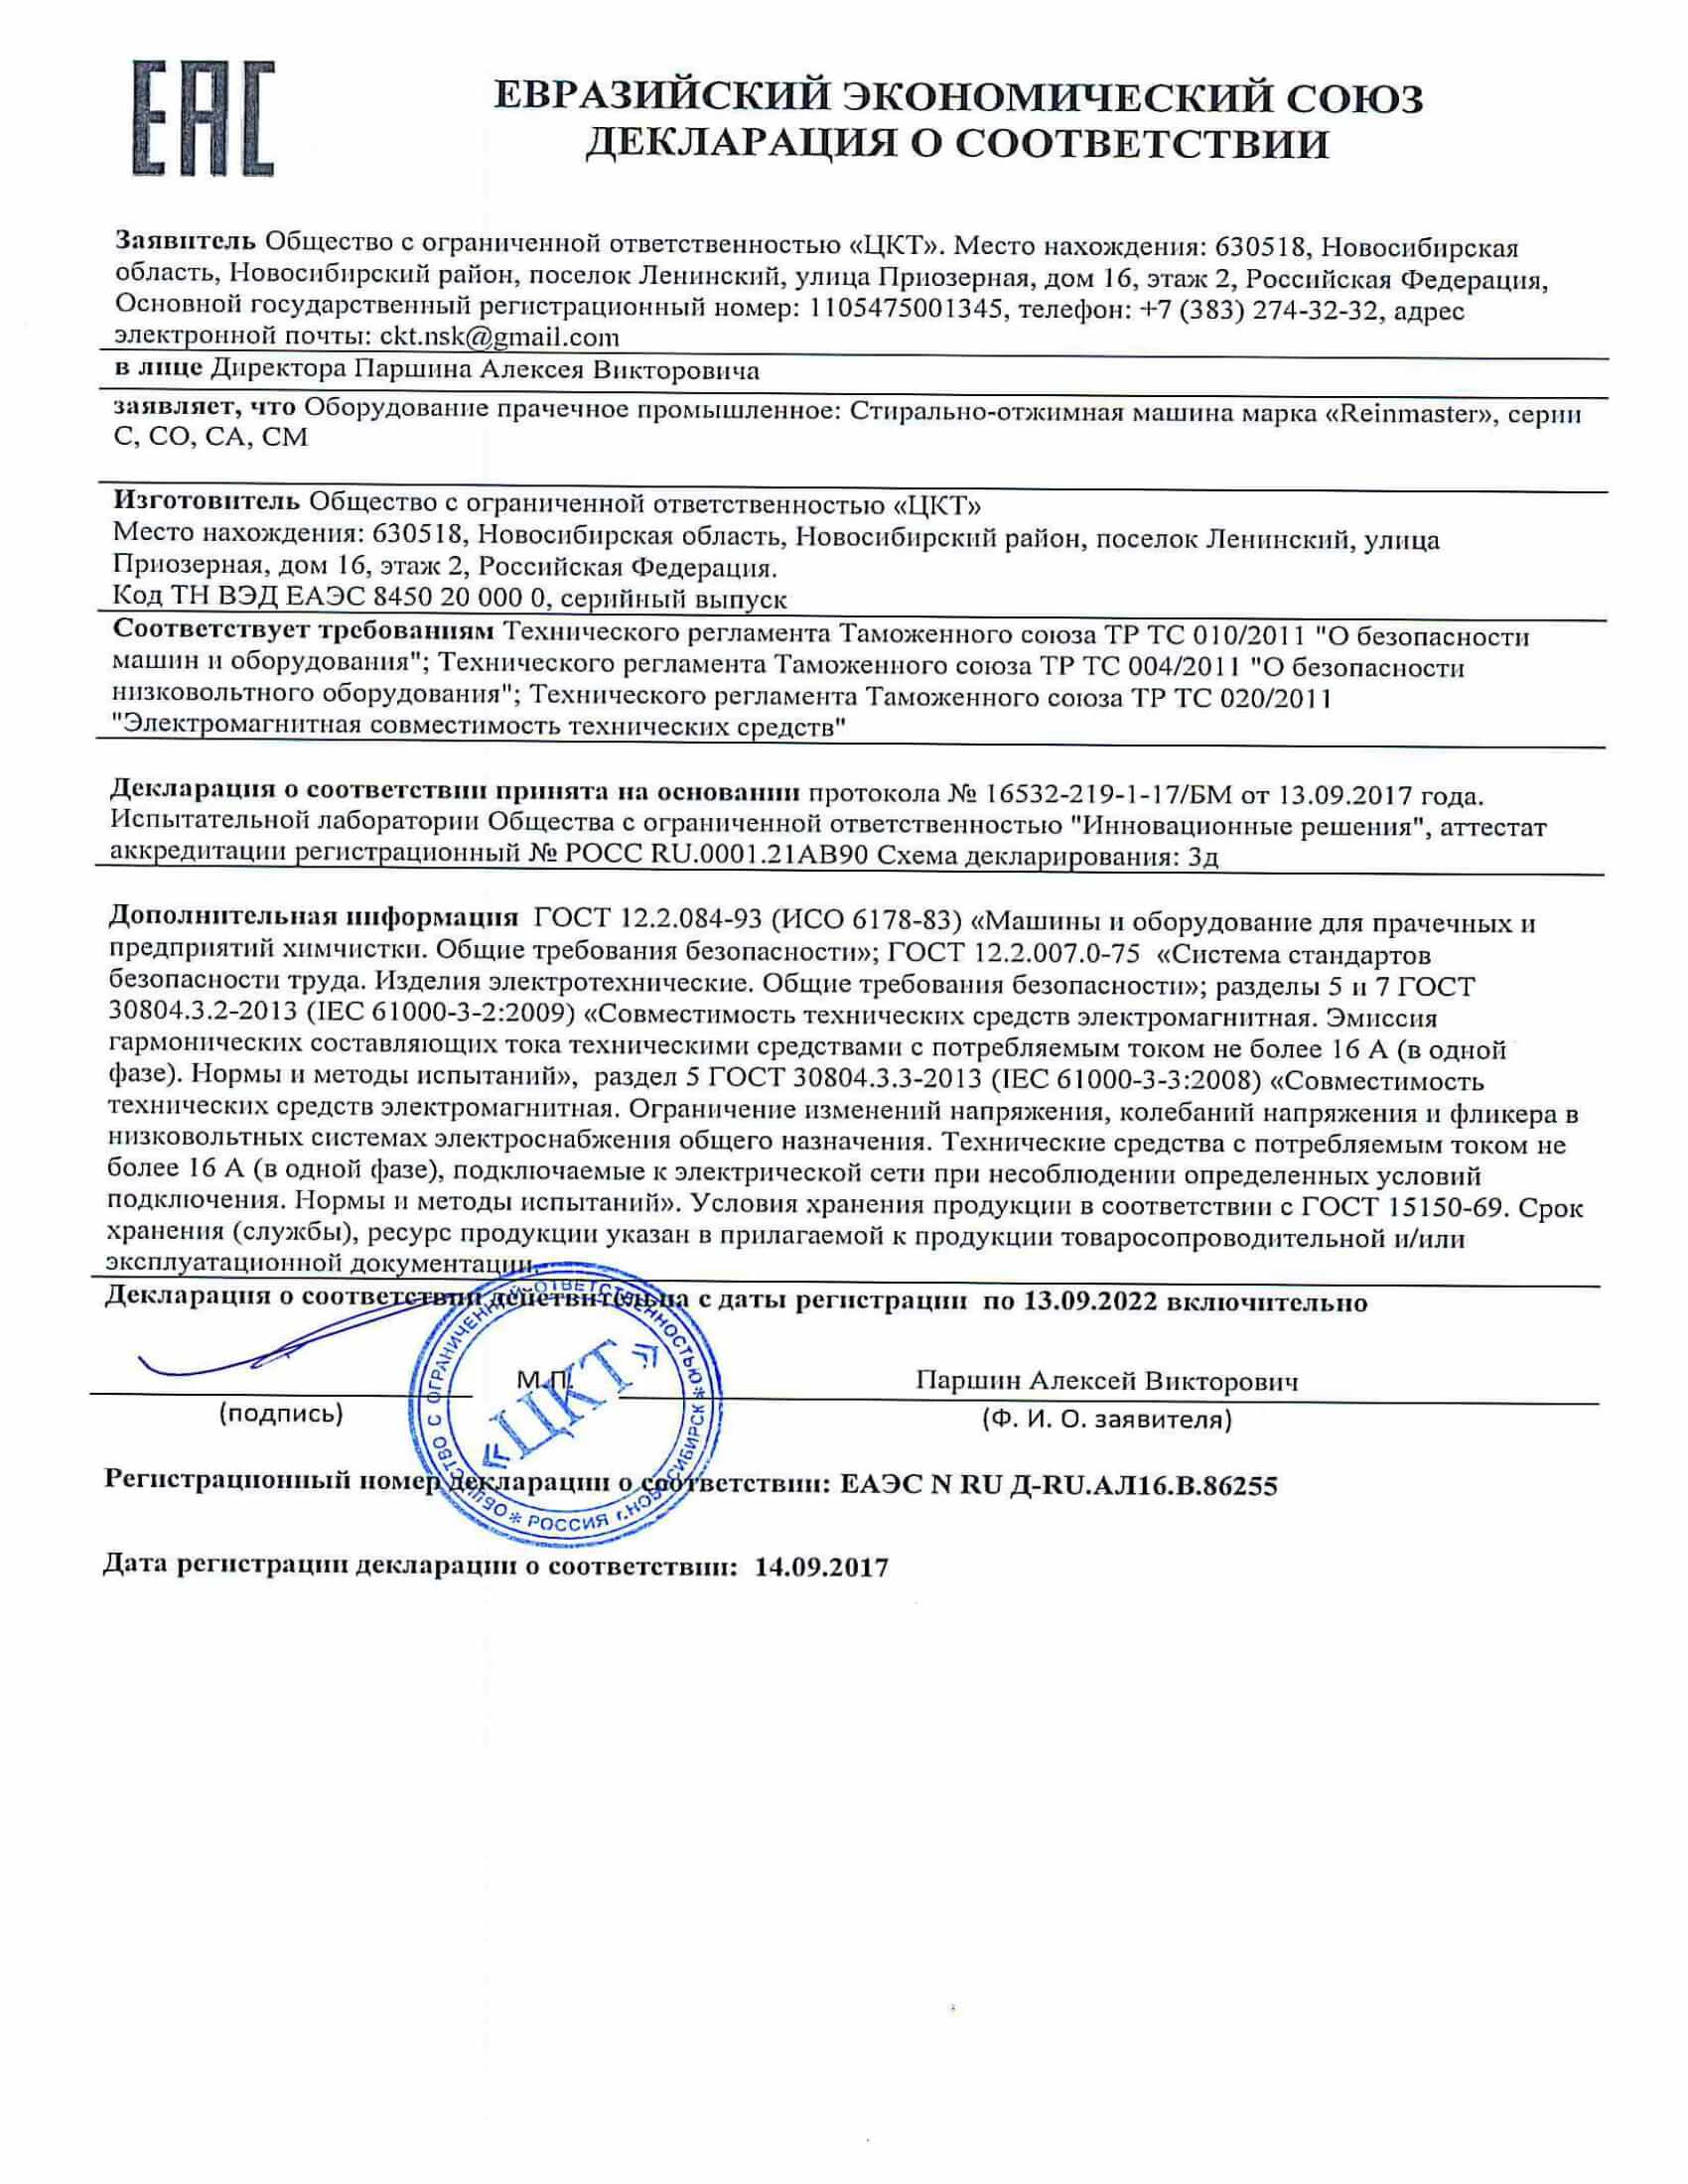 ЕАС
ЕВРАЗИЙСКИЙ ЭКОНОМИЧЕСКИЙ СОЮЗ
ДЕКЛАРАЦИЯ О СООТВЕТСТВИИ
Заявитель Общество с ограниченной ответственностью «ЦКТ». Место нахождения: 630518, Новосибирская
область, Новосибирский район, поселок Ленинский, улица Приозерная, дом 16, этаж 2, Российская Федерация,
Основной государственный регистрационный номер: 1105475001345, телефон: +7 (383) 274-32-32, адрес
электронной почты: ckt.nsk@gmail.com
в лице Директора Паршина Алексея Викторовича
заявляет, что Оборудование прачечное промышленное: Стирально-отжимная машина марка «Reinmaster», серии
С, СО, СА, СМ
Изготовитель Общество с ограниченной ответственностью «ЦКТ»
Место нахождения: 630518, Новосибирская область, Новосибирский район, поселок Ленинский, улица
Приозерная, дом 16, этаж 2, Российская Федерация.
Код ТН ВЭД ЕАЭС 8450 20 000 0, серийный выпуск
Соответствует требованиям Технического регламента Таможенного союза ТР ТС 010/2011 "О безопасности
машин и оборудования"; Технического регламента Таможенного союза ТР ТС 004/2011 "О безопасности
низковольтного оборудования"; Технического регламента Таможенного союза ТР ТС 020/2011
"Электромагнитная совместимость технических средств"
Декларация о соответствии принята на основании протокола № 16532-219-1-17/БМ от 13.09.2017 года.
Испытательной лаборатории Общества с ограниченной ответственностью "Инновационные решения", аттестат
аккредитации регистрационный № РОСС RU.0001.21АВ90 Схема декларирования: 3д
Дополнительная информация ГОСТ 12.2.084-93 (ИСО 6178-83) «Машины и оборудование для прачечных и
предприятий химчистки. Общие требования безопасности»; ГОСТ 12.2.007.0-75 «Система стандартов
безопасности труда. Изделия электротехнические. Общие требования безопасности»; разделы 5 и 7 ГОСТ
30804.3.2-2013 (IEC 61000-3-2:2009) «Совместимость технических средств электромагнитная. Эмиссия
гармонических составляющих тока техническими средствами с потребляемым током не более 16 А (в одной
фазе). Нормы и методы испытаний», раздел 5 ГОСТ 30804.3.3-2013 (IEC 61000-3-3:2008) «Совместимость
технических средств электромагнитная. Ограничение изменений напряжения, колебаний напряжения и фликера в
низковольтных системах электроснабжения общего назначения. Технические средства с потребляемым током не
более 16 А (в одной фазе), подключаемые к электрической сети при несоблюдении определенных условий
подключения. Нормы и методы испытаний». Условия хранения продукции в соответствии с ГОСТ 15150-69. Срок
хранения (службы), ресурс продукции указан в прилагаемой к продукции товаросопроводительной и/или
эксплуатационной документации.
Декларация о соответствии действительна с даты регистрации по 13.09.2022 включительно
М.П.
Паршин Алексей Викторович
(подпись)
(Ф. И. О. заявителя)
ОБЩЕСТВО С ОГРАНИЧЕННОЙ ОТВЕТСТВЕННОСТЬЮ * РОССИЯ г.НОВОСИБИРСК *
«ЦКТ»
Регистрационный номер декларации о соответствии: ЕАЭС N RU Д-RU.АЛ16.В.86255
Дата регистрации декларации о соответствии: 14.09.2017